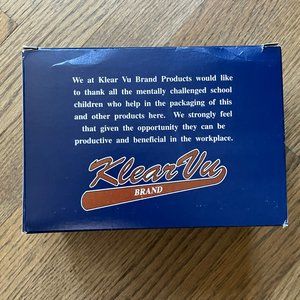 We at Klear Vu Brand Products would like
to thank all the mentally challenged school
children who help in the packaging of this
and other products here. We strongly feel
that given the opportunity they can be
productive and beneficial in the workplace.
Klear Vu
BRAND